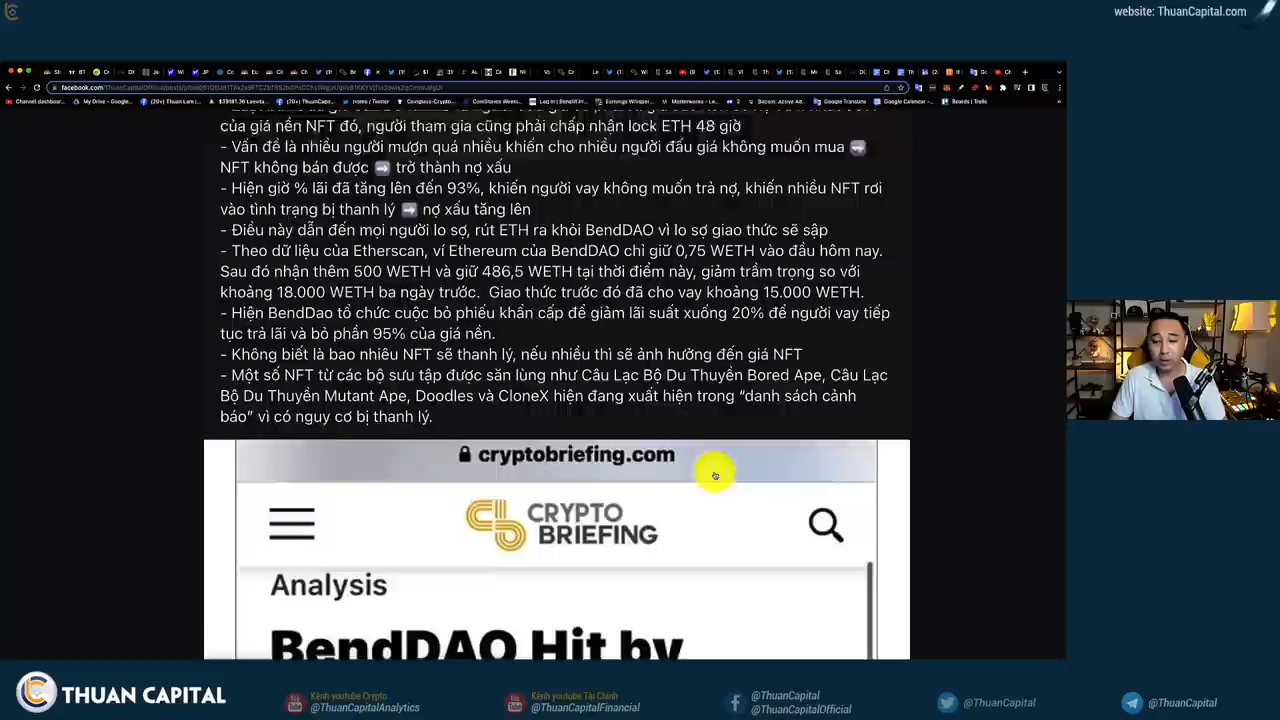 website: ThuanCapital.com
của giá nền NFT đó, người tham gia cũng phải chấp nhận lock ETH 48 giờ
- Vấn đề là nhiều người mượn quá nhiều khiến cho nhiều người đấu giá không muốn mua ➡
NFT không bán được ➡ trở thành nợ xấu
- Hiện giờ % lãi đã tăng lên đến 93%, khiến người vay không muốn trả nợ, khiến nhiều NFT rơi
vào tình trạng bị thanh lý ➡ nợ xấu tăng lên
- Điều này dẫn đến mọi người lo sợ, rút ETH ra khỏi BendDAO vì lo sợ giao thức sẽ sập
- Theo dữ liệu của Etherscan, ví Ethereum của BendDAO chỉ giữ 0,75 WETH vào đầu hôm nay.
Sau đó nhận thêm 500 WETH và giữ 486,5 WETH tại thời điểm này, giảm trầm trọng so với
khoảng 18.000 WETH ba ngày trước. Giao thức trước đó đã cho vay khoảng 15.000 WETH.
- Hiện BendDao tổ chức cuộc bỏ phiếu khẩn cấp để giảm lãi suất xuống 20% để người vay tiếp
tục trả lãi và bỏ phần 95% của giá nền.
- Không biết là bao nhiêu NFT sẽ thanh lý, nếu nhiều thì sẽ ảnh hưởng đến giá NFT
- Một số NFT từ các bộ sưu tập được săn lùng như Câu Lạc Bộ Du Thuyền Bored Ape, Câu Lạc
Bộ Du Thuyền Mutant Ape, Doodles và CloneX hiện đang xuất hiện trong “danh sách cảnh
báo” vì có nguy cơ bị thanh lý.
cryptobriefing.com
CRYPTO
BRIEFING
Analysis
BendDAO Hit by
THUAN CAPITAL
Kênh youtube Crypto
@ThuanCapitalAnalytics
Kênh youtube Tài Chính
@ThuanCapitalFinancial
@ThuanCapital
@ThuanCapitalOfficial
@ThuanCapital
@ThuanCapital